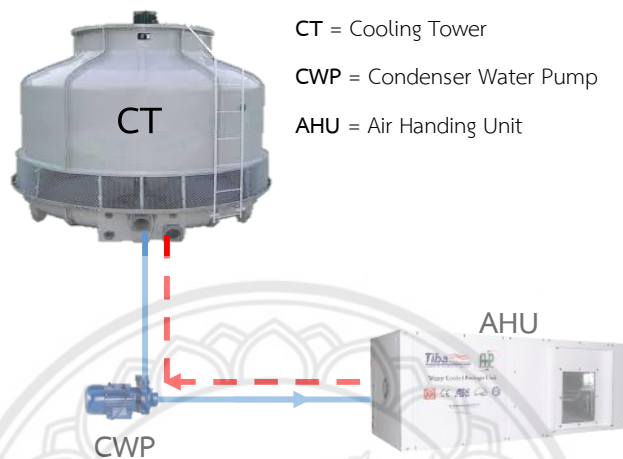 CT = Cooling Tower
CWP = Condenser Water Pump
AHU = Air Handing Unit
CT
AHU
Tiba
Water Cooled Package Unit
CWP